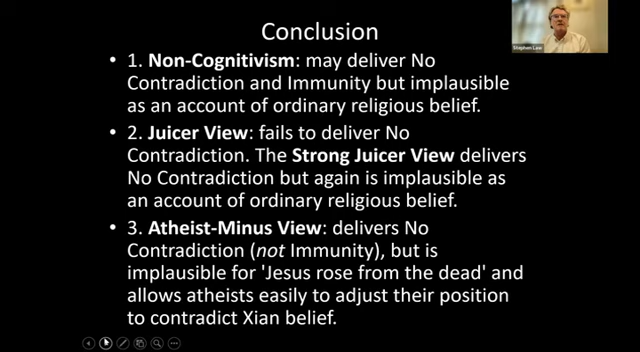 Conclusion
Stephen Law
• 1. Non-Cognitivism: may deliver No
Contradiction and Immunity but implausible
as an account of ordinary religious belief.
• 2. Juicer View: fails to deliver No
Contradiction. The Strong Juicer View delivers
No Contradiction but again is implausible as
an account of ordinary religious belief.
• 3. Atheist-Minus View: delivers No
Contradiction (not Immunity), but is
implausible for 'Jesus rose from the dead' and
allows atheists easily to adjust their position
to contradict Xian belief.